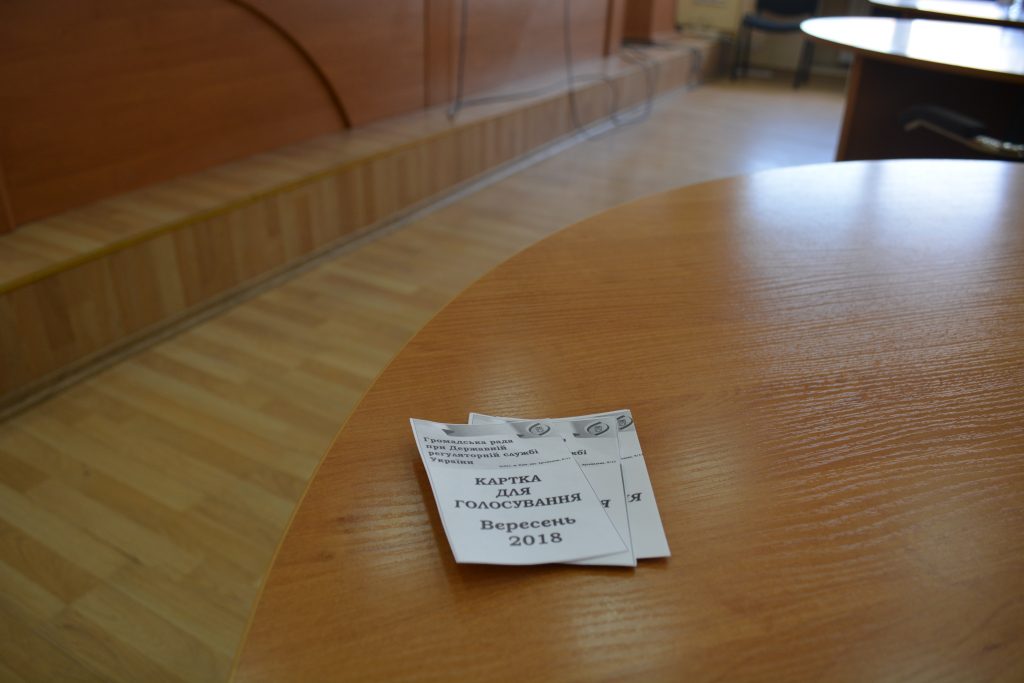 Громадська рада
при Державній
регуляторній службі
України
КАРТКА
ДЛЯ
ГОЛОСУВАННЯ
Вересень
2018